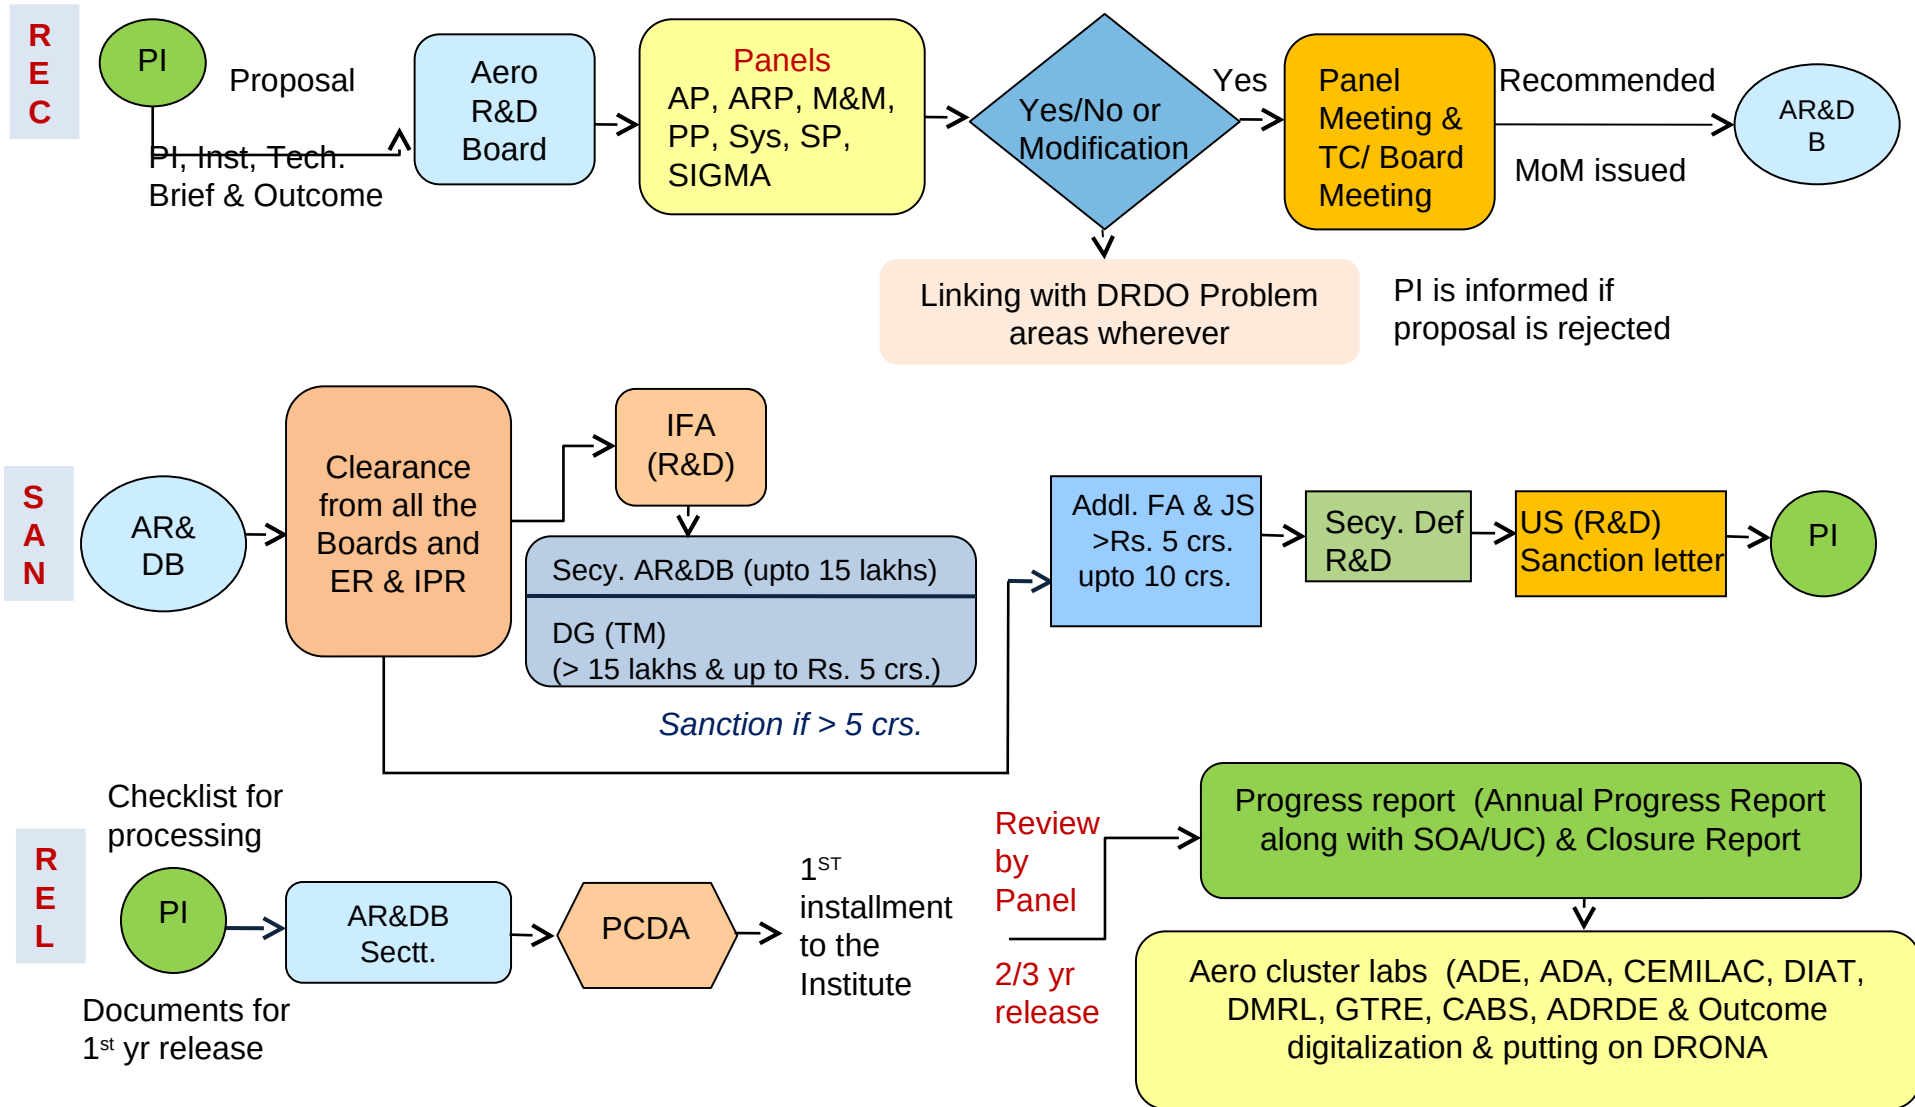 R
E
C
PI
Proposal
PI, Inst, Tech.
Brief & Outcome
Aero
R&D
Board
Panels
AP, ARP, M&M,
PP, Sys, SP,
SIGMA
Yes/No or
Modification
Yes
Panel
Meeting &
TC/ Board
Meeting
Recommended
MoM issued
AR&D
B
Linking with DRDO Problem
areas wherever
PI is informed if
proposal is rejected
S
A
N
AR&
DB
Clearance
from all the
Boards and
ER & IPR
IFA
(R&D)
Secy. AR&DB (upto 15 lakhs)
DG (TM)
(> 15 lakhs & up to Rs. 5 crs.)
Sanction if > 5 crs.
Addl. FA & JS
>Rs. 5 crs.
upto 10 crs.
Secy. Def
R&D
US (R&D)
Sanction letter
PI
R
E
L
Checklist for
processing
PI
Documents for
1st yr release
AR&DB
Sectt.
PCDA
1ST
installment
to the
Institute
Review
by
Panel
2/3 yr
release
Progress report (Annual Progress Report
along with SOA/UC) & Closure Report
Aero cluster labs (ADE, ADA, CEMILAC, DIAT,
DMRL, GTRE, CABS, ADRDE & Outcome
digitalization & putting on DRONA